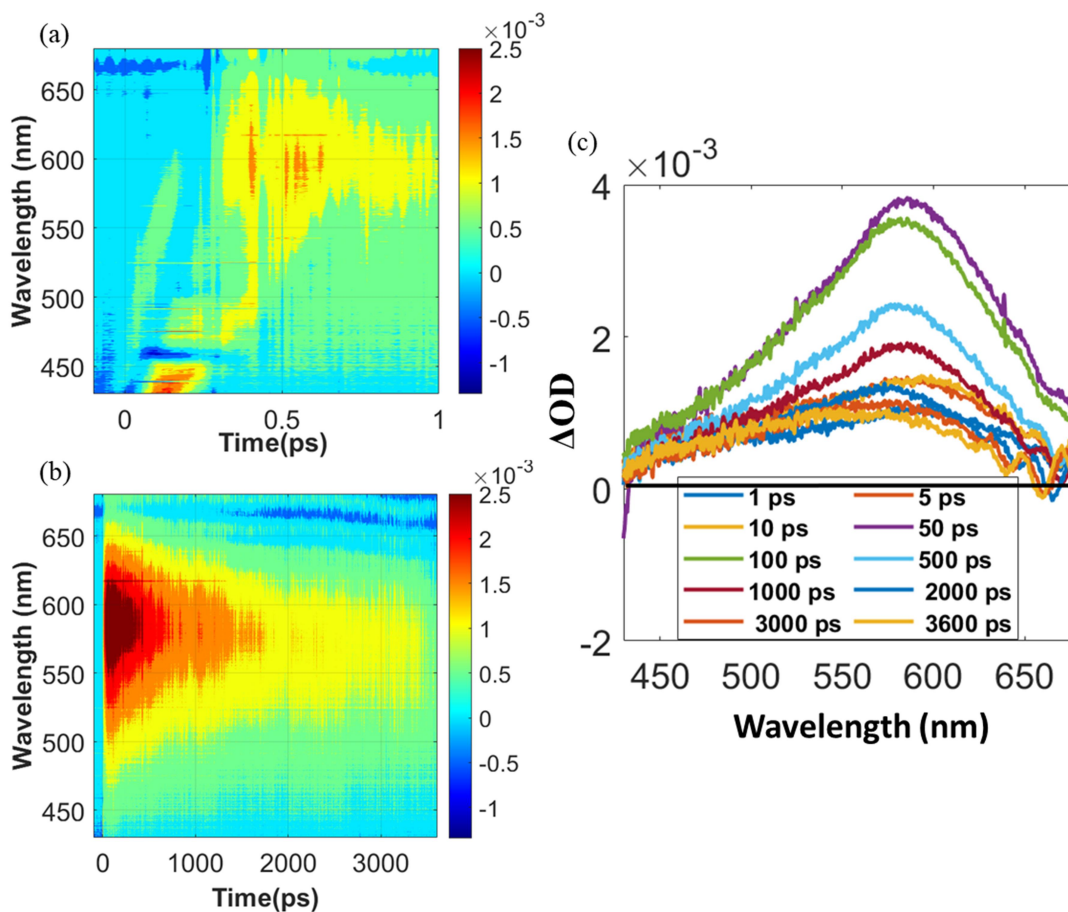 (a)
×10⁻³
2.5
2
1.5
1
0.5
0
-0.5
-1
650
600
550
500
450
Wavelength (nm)
0
0.5
1
Time(ps)
(b)
×10⁻³
2.5
2
1.5
1
0.5
0
-0.5
-1
650
600
550
500
450
Wavelength (nm)
0
1000
2000
3000
Time(ps)
(c)
×10⁻³
4
2
0
-2
ΔOD
1 ps 5 ps
10 ps 50 ps
100 ps 500 ps
1000 ps 2000 ps
3000 ps 3600 ps
450 500 550 600 650
Wavelength (nm)